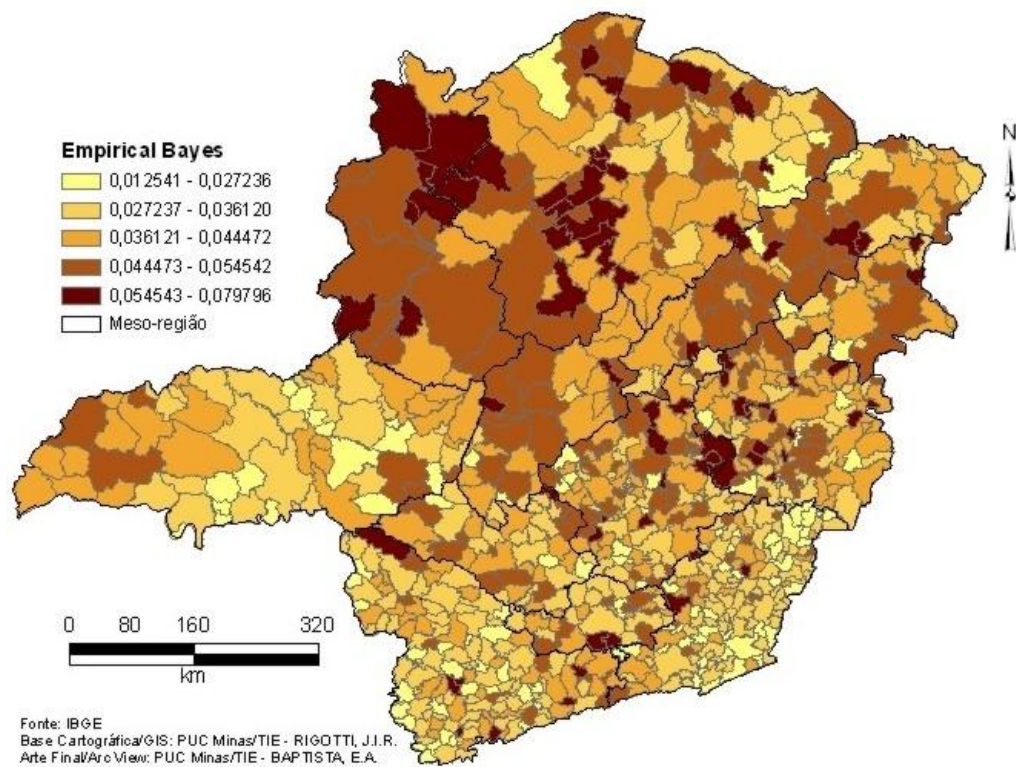 Empirical Bayes
0,012541 - 0,027236
0,027237 - 0,036120
0,036121 - 0,044472
0,044473 - 0,054542
0,054543 - 0,079796
Meso-região
N
0 80 160 320
km
Fonte: IBGE
Base Cartográfica/GIS: PUC Minas/TIE - RIGOTTI, J.I.R.
Arte Final/Arc View: PUC Minas/TIE - BAPTISTA, E.A.